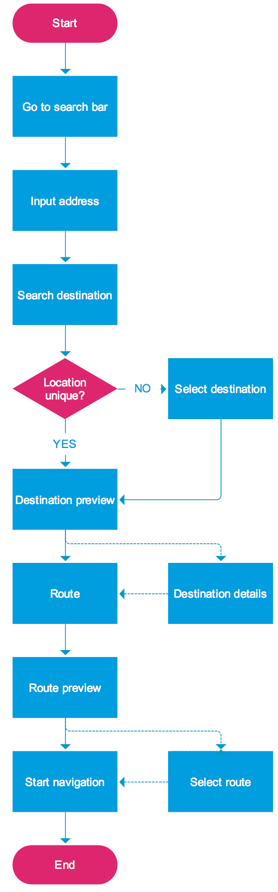 Start
Go to search bar
Input address
Search destination
Location
unique?
NO
Select destination
YES
Destination preview
Route
Destination details
Route preview
Start navigation
Select route
End